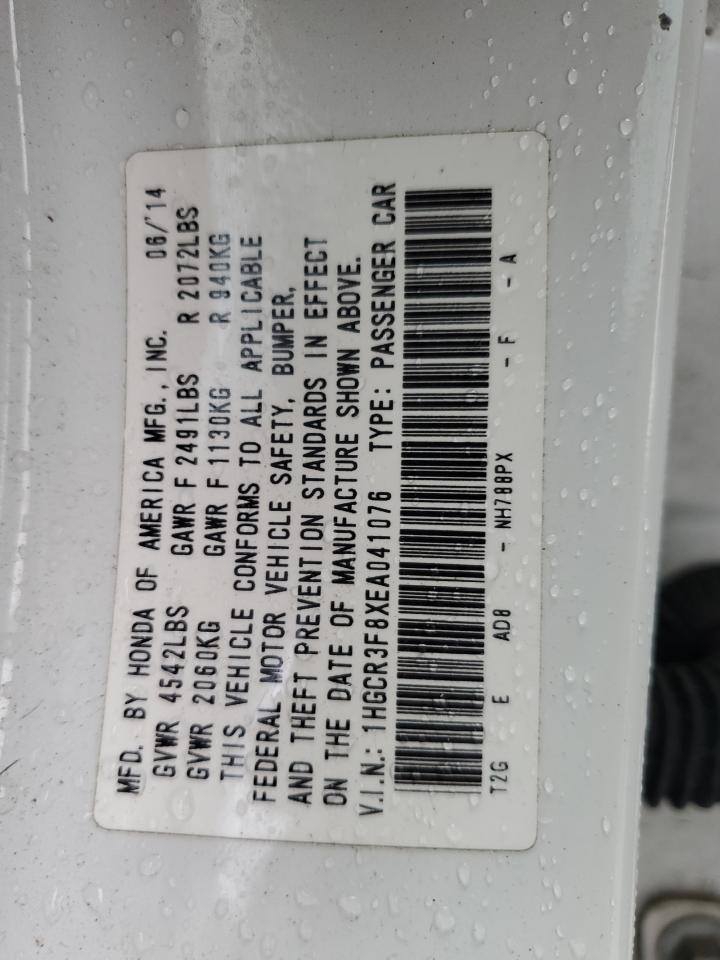 MFD. BY HONDA OF AMERICA MFG., INC. 06/'14
GVWR 4542LBS GAWR F 2491LBS R 2072LBS
GVWR 2060KG GAWR F 1130KG R 940KG
THIS VEHICLE CONFORMS TO ALL APPLICABLE
FEDERAL MOTOR VEHICLE SAFETY, BUMPER,
AND THEFT PREVENTION STANDARDS IN EFFECT
ON THE DATE OF MANUFACTURE SHOWN ABOVE.
V.I.N.: 1HGCR3F8XEA041076 TYPE: PASSENGER CAR
T2G E AD8 - NH788PX - F - A